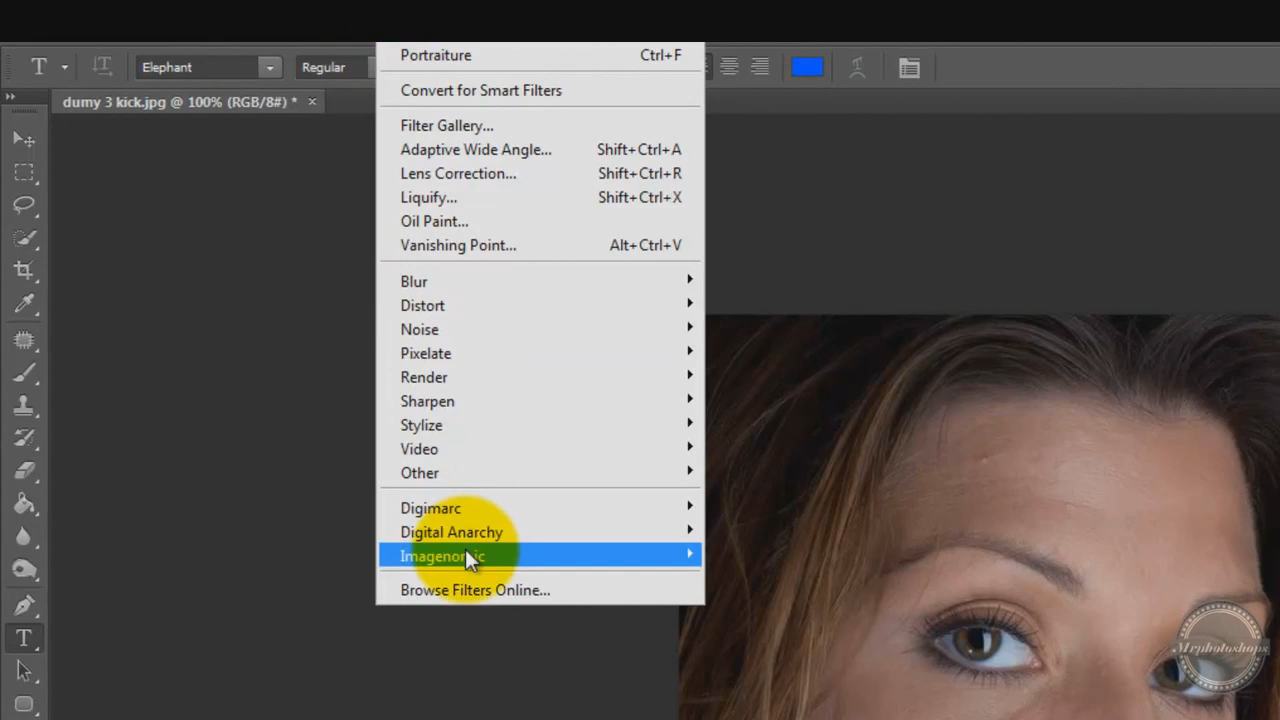 Portraiture Ctrl+F
T T Elephant Regular
Convert for Smart Filters
dumy 3 kick.jpg @ 100% (RGB/8#) * ×
Filter Gallery...
Adaptive Wide Angle... Shift+Ctrl+A
Lens Correction... Shift+Ctrl+R
Liquify... Shift+Ctrl+X
Oil Paint...
Vanishing Point... Alt+Ctrl+V
Blur
Distort
Noise
Pixelate
Render
Sharpen
Stylize
Video
Other
Digimarc
Digital Anarchy
Imagenomic
Browse Filters Online...
T
Mrphotoshops